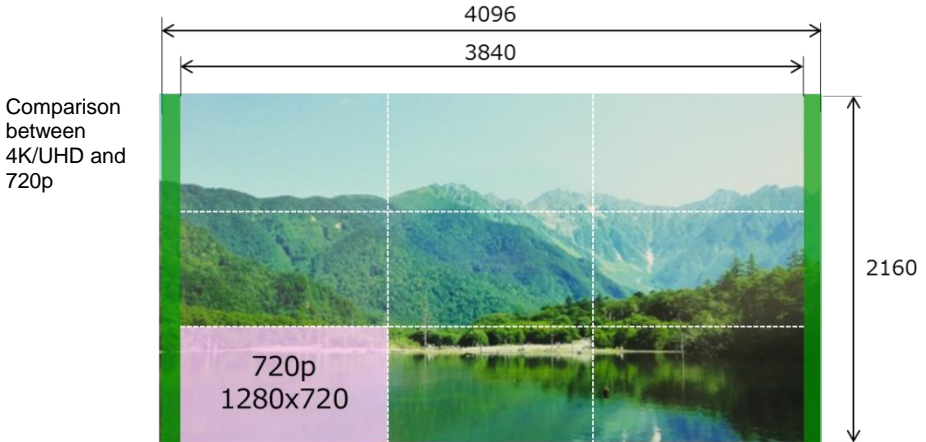 4096
3840
Comparison
between
4K/UHD and
720p
2160
720p
1280x720